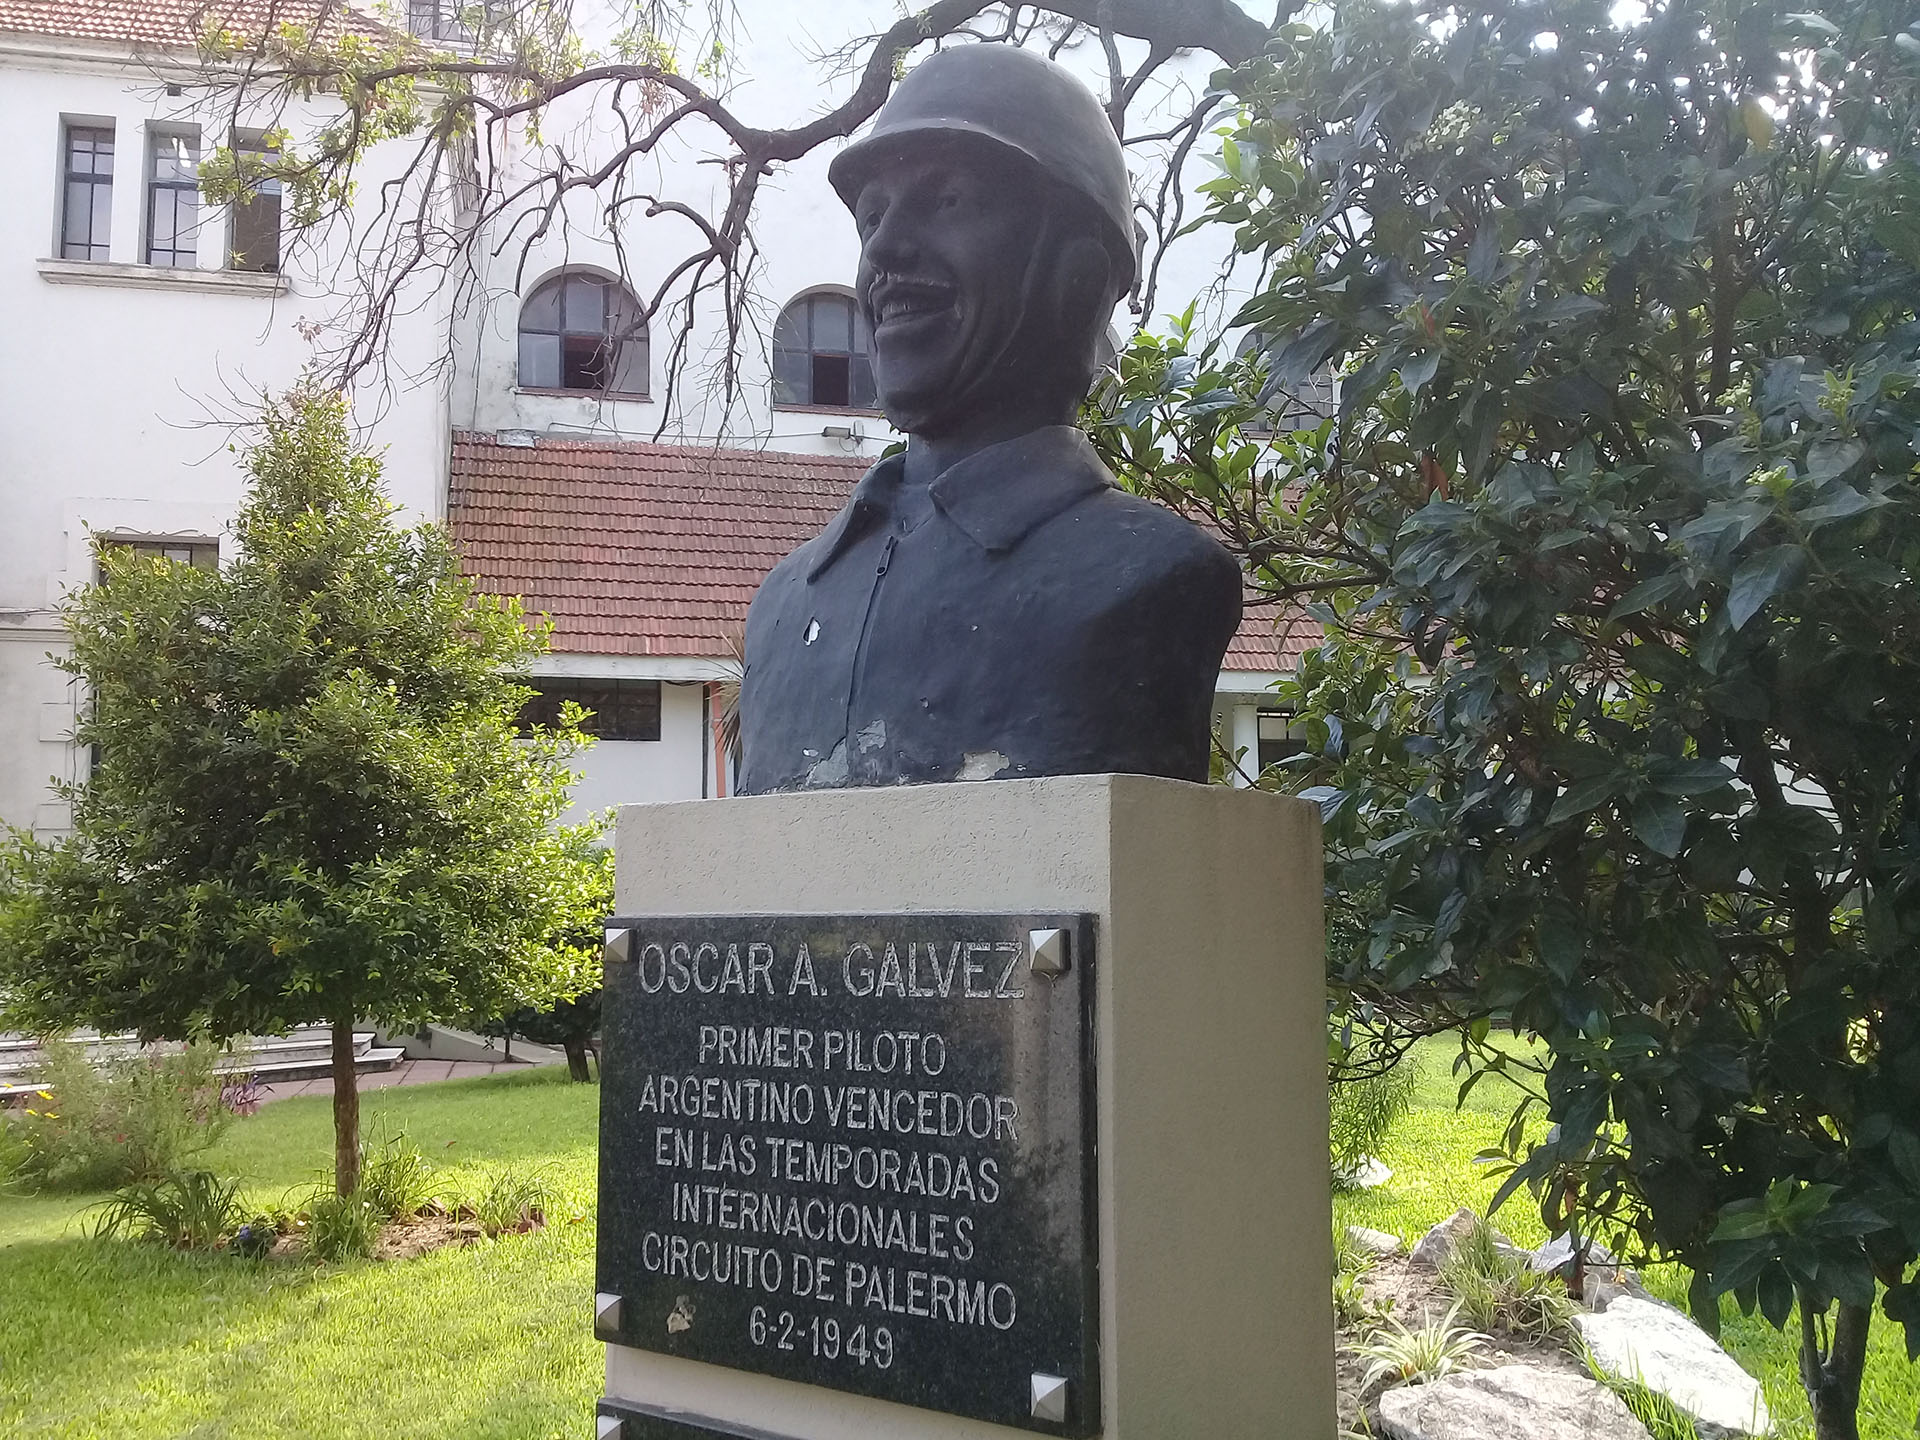 OSCAR A. GALVEZ
PRIMER PILOTO
ARGENTINO VENCEDOR
EN LAS TEMPORADAS
INTERNACIONALES
CIRCUITO DE PALERMO
6-2-1949